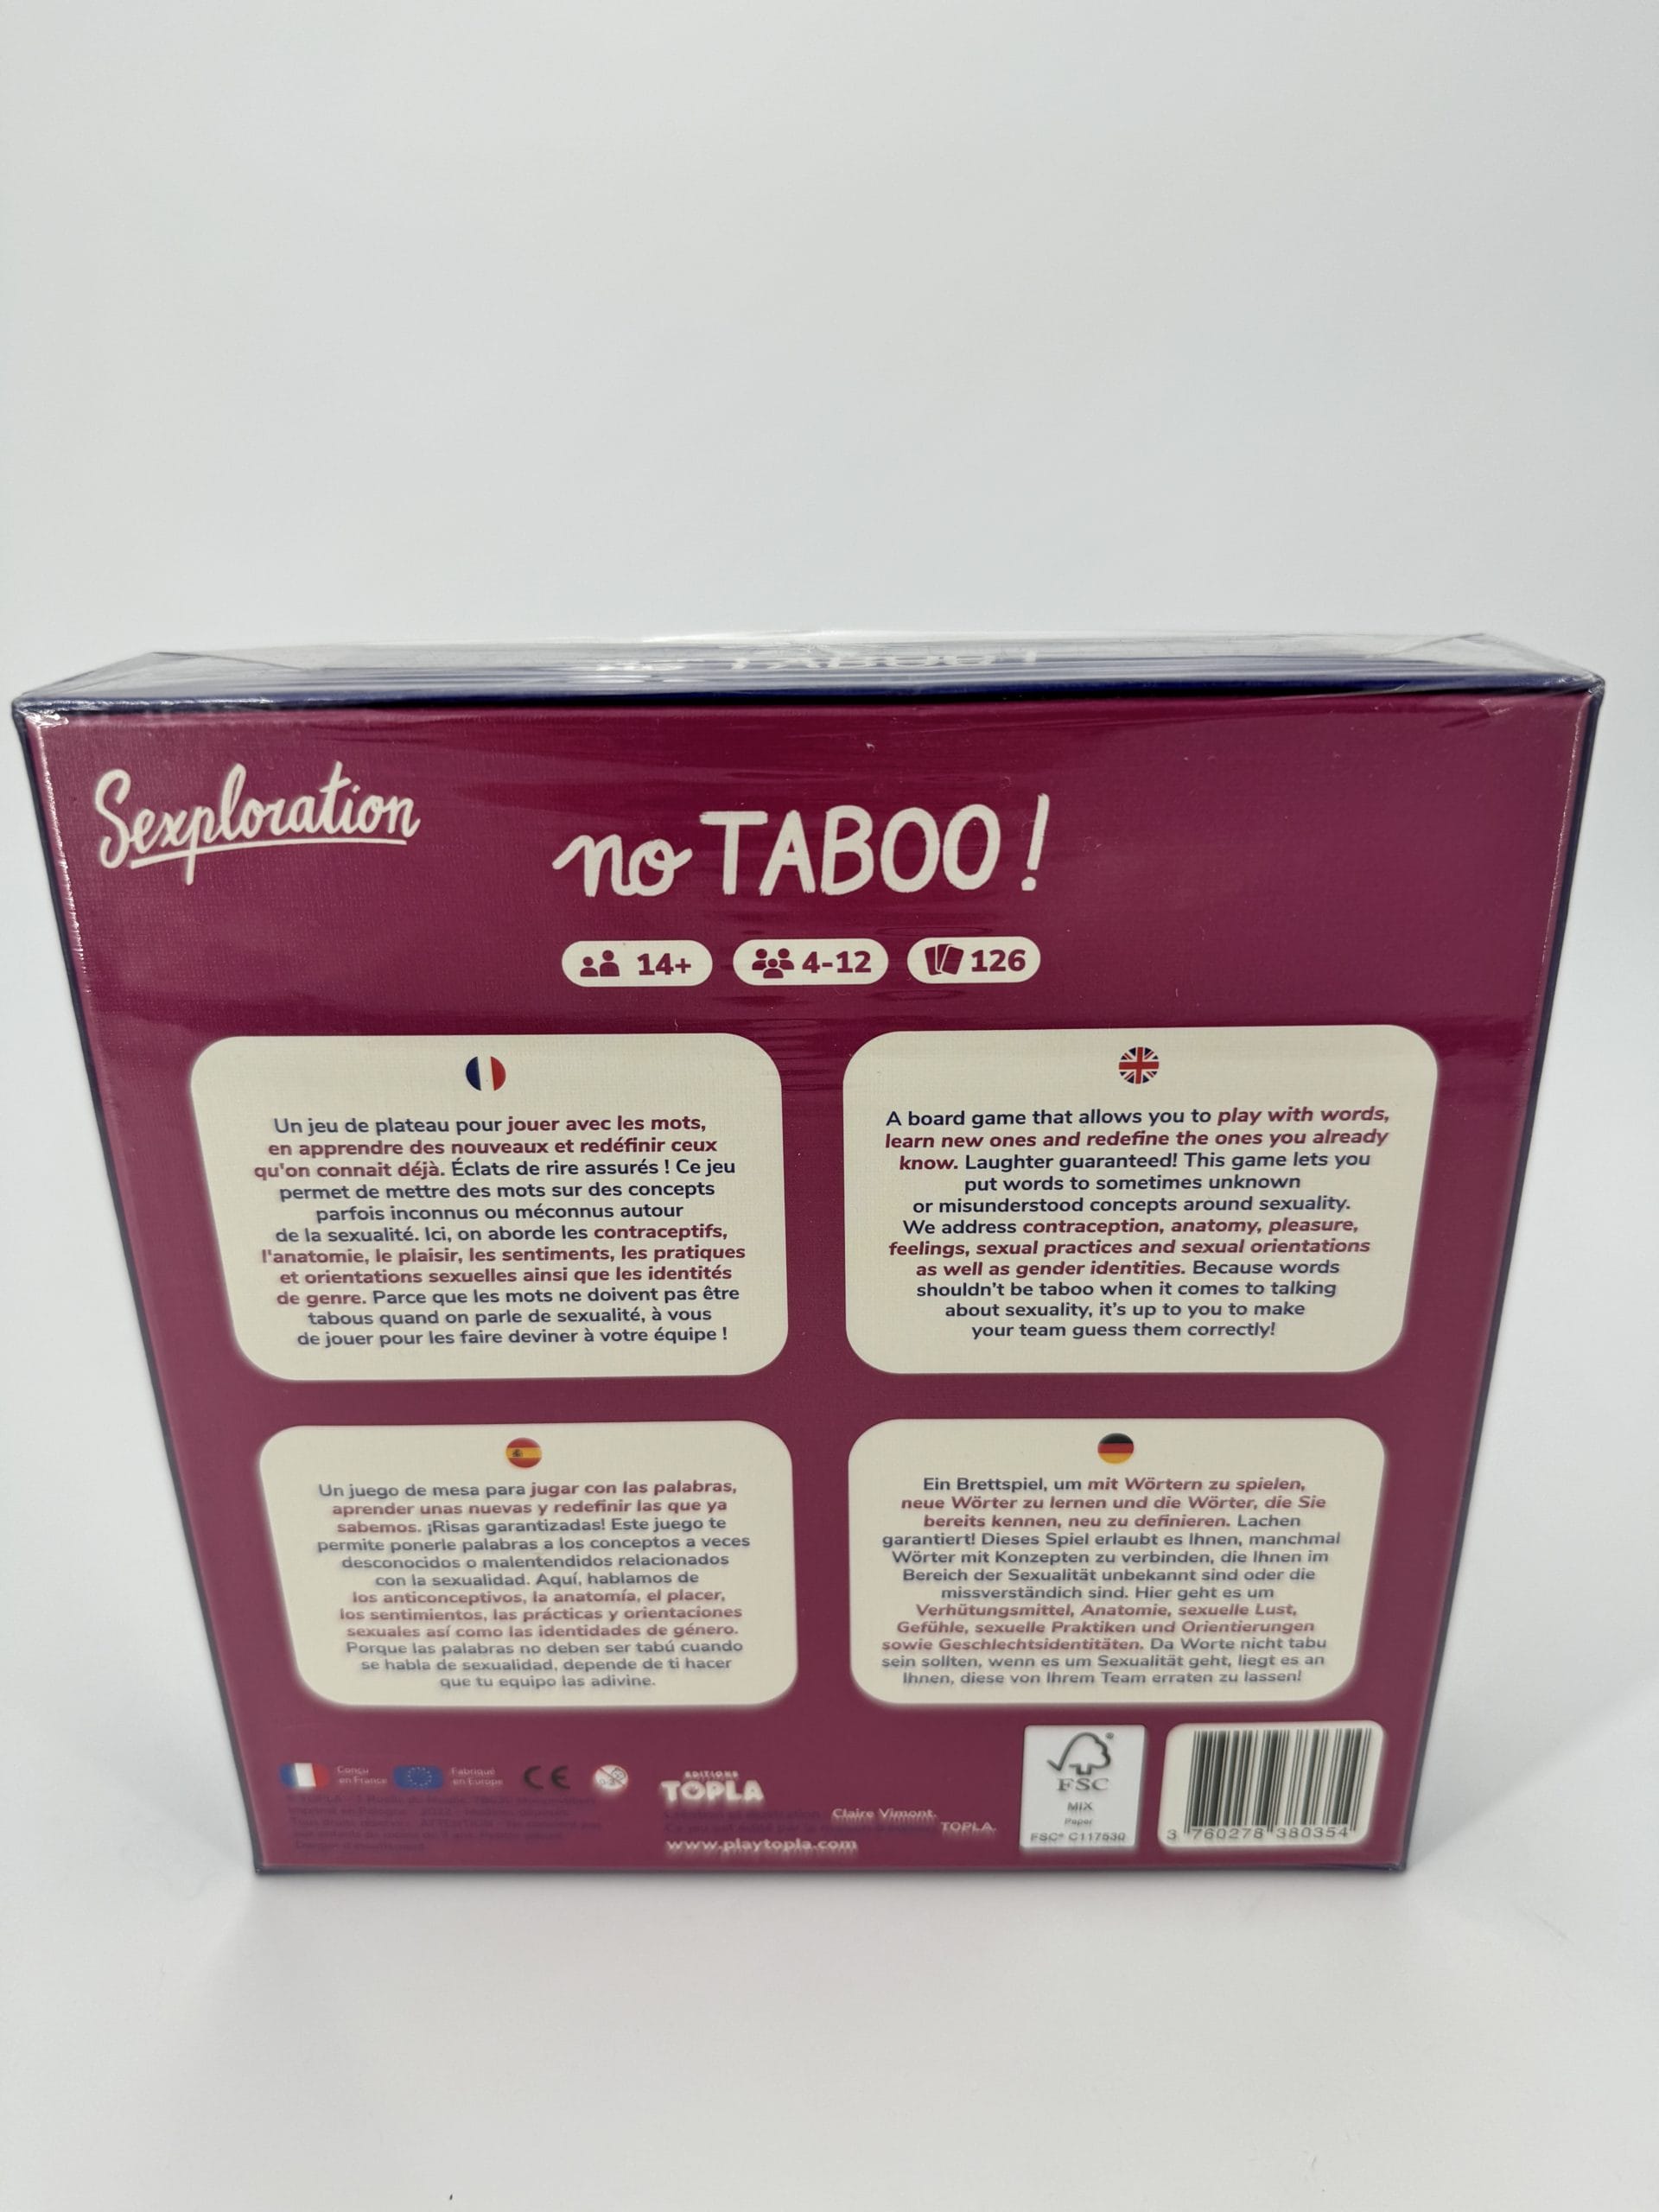 no TABOO!
Sexploration
no TABOO!
14+
4-12
126
Un jeu de plateau pour jouer avec les mots,
en apprendre des nouveaux et redéfinir ceux
qu'on connait déjà. Éclats de rire assurés ! Ce jeu
permet de mettre des mots sur des concepts
parfois inconnus ou méconnus autour
de la sexualité. Ici, on aborde les contraceptifs,
l'anatomie, le plaisir, les sentiments, les pratiques
et orientations sexuelles ainsi que les identités
de genre. Parce que les mots ne doivent pas être
tabous quand on parle de sexualité, à vous
de jouer pour les faire deviner à votre équipe !
A board game that allows you to play with words,
learn new ones and redefine the ones you already
know. Laughter guaranteed! This game lets you
put words to sometimes unknown
or misunderstood concepts around sexuality.
We address contraception, anatomy, pleasure,
feelings, sexual practices and sexual orientations
as well as gender identities. Because words
shouldn't be taboo when it comes to talking
about sexuality, it's up to you to make
your team guess them correctly!
Un juego de mesa para jugar con las palabras,
aprender unas nuevas y redefinir las que ya
sabemos. ¡Risas garantizadas! Este juego te
permite ponerle palabras a los conceptos a veces
desconocidos o malentendidos relacionados
con la sexualidad. Aquí, hablamos de
los anticonceptivos, la anatomía, el placer,
los sentimientos, las prácticas y orientaciones
sexuales así como las identidades de género.
Porque las palabras no deben ser tabú cuando
se habla de sexualidad, depende de ti hacer
que tu equipo las adivine.
Ein Brettspiel, um mit Wörtern zu spielen,
neue Wörter zu lernen und die Wörter, die Sie
bereits kennen, neu zu definieren. Lachen
garantiert! Dieses Spiel erlaubt es Ihnen, manchmal
Wörter mit Konzepten zu verbinden, die Ihnen im
Bereich der Sexualität unbekannt sind oder die
missverständich sind. Hier geht es um
Verhütungsmittel, Anatomie, sexuelle Lust,
Gefühle, sexuelle Praktiken und Orientierungen
sowie Geschlechtsidentitäten. Da Worte nicht tabu
sein sollten, wenn es um Sexualität geht, liegt es an
Ihnen, diese von Ihrem Team erraten zu lassen!
Conçu
en France
Fabriqué
en Europe
CE
0-3
EDITIONS
TOPLA
Claire Vimont.
TOPLA.
www.playtopla.com
FSC
MIX
Paper
FSC® C117530
3 760278 380354